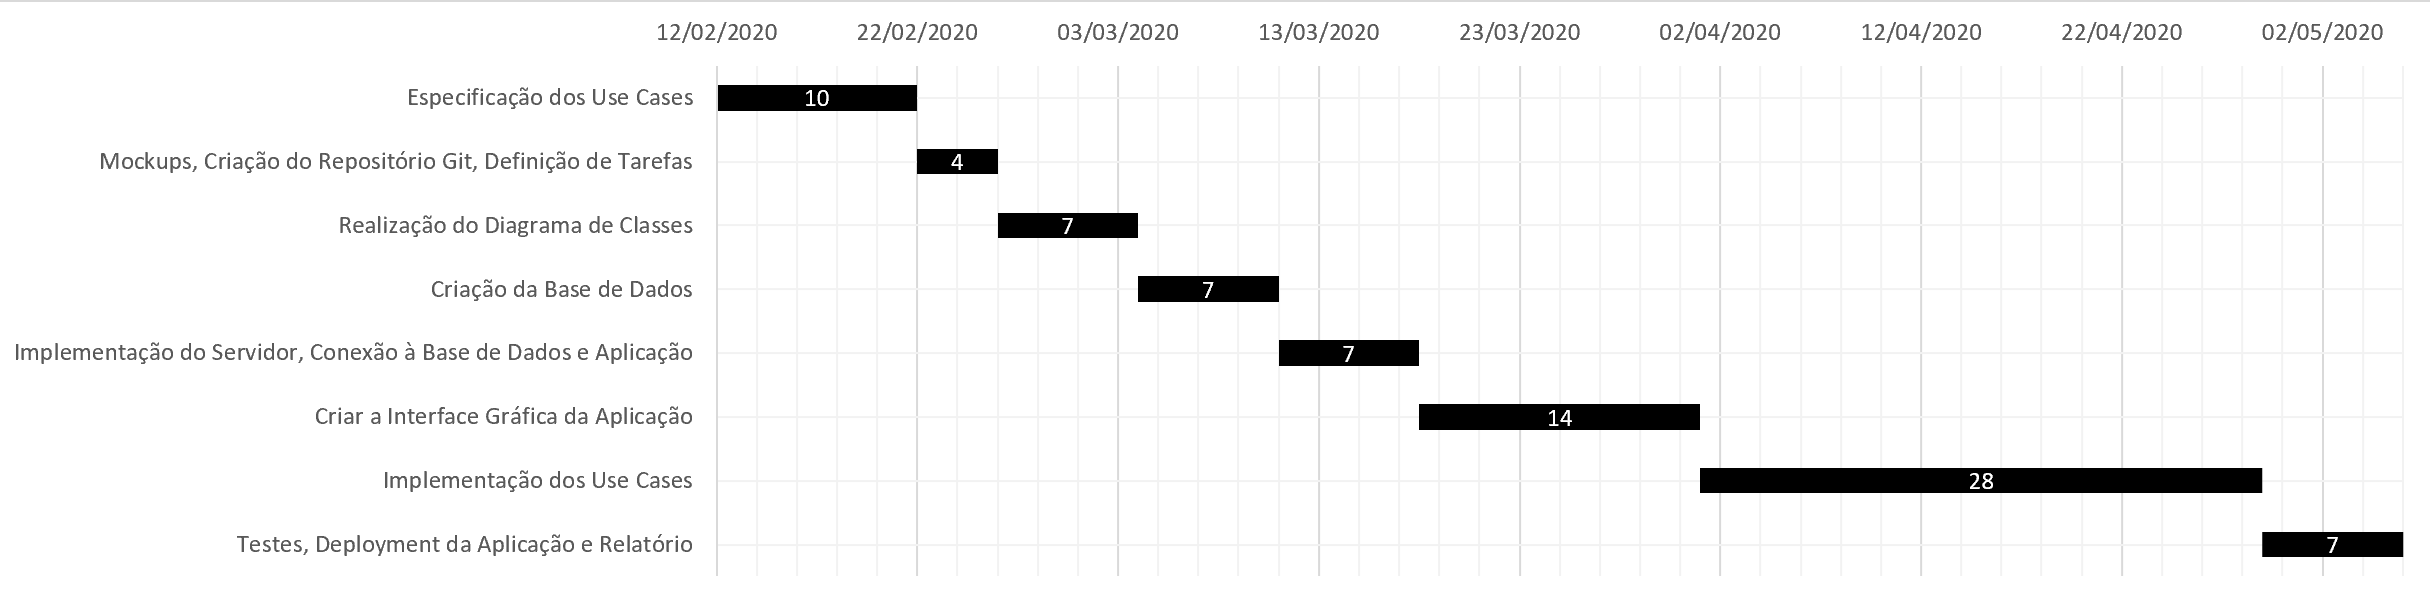 12/02/2020 22/02/2020 03/03/2020 13/03/2020 23/03/2020 02/04/2020 12/04/2020 22/04/2020 02/05/2020
Especificação dos Use Cases 10
Mockups, Criação do Repositório Git, Definição de Tarefas 4
Realização do Diagrama de Classes 7
Criação da Base de Dados 7
Implementação do Servidor, Conexão à Base de Dados e Aplicação 7
Criar a Interface Gráfica da Aplicação 14
Implementação dos Use Cases 28
Testes, Deployment da Aplicação e Relatório 7